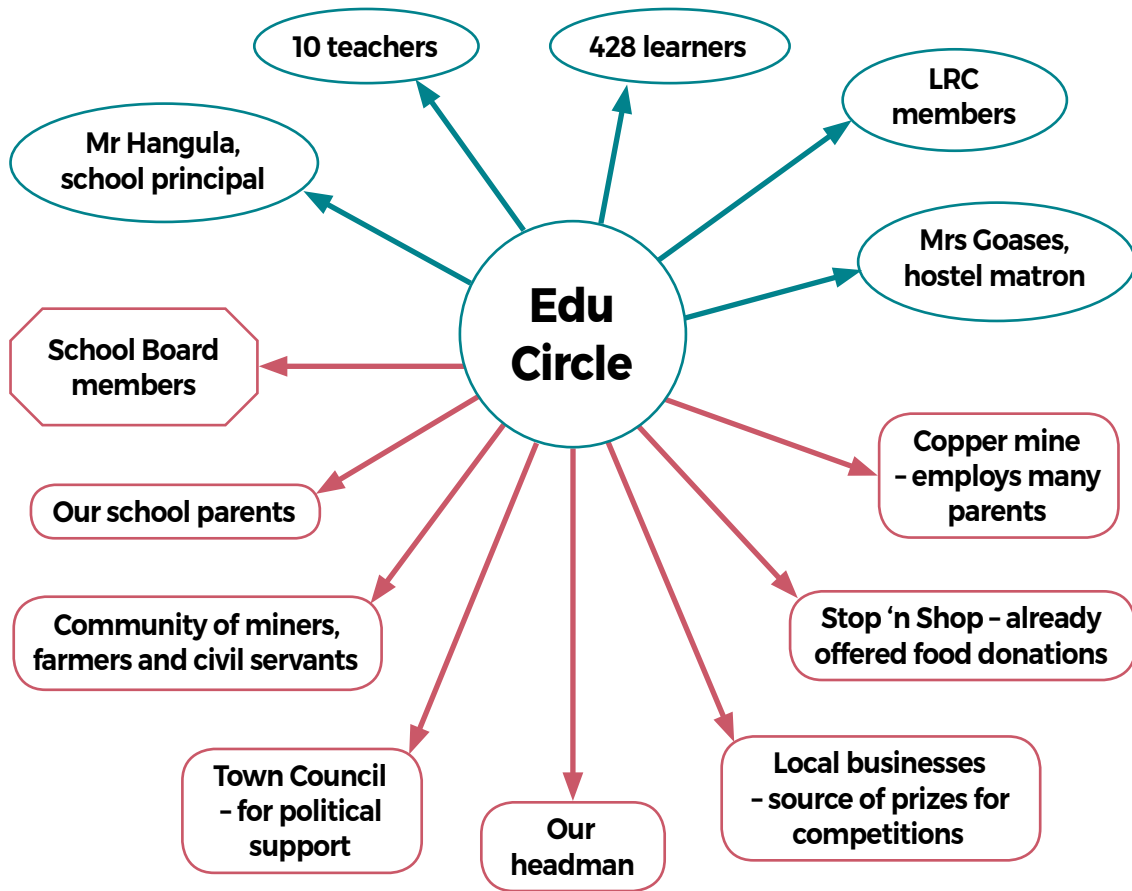 10 teachers
428 learners
LRC
members
Mr Hangula,
school principal
Mrs Goases,
hostel matron
Edu
Circle
School Board
members
Copper mine
– employs many
parents
Our school parents
Community of miners,
farmers and civil servants
Stop ‘n Shop – already
offered food donations
Town Council
– for political
support
Our
headman
Local businesses
– source of prizes for
competitions